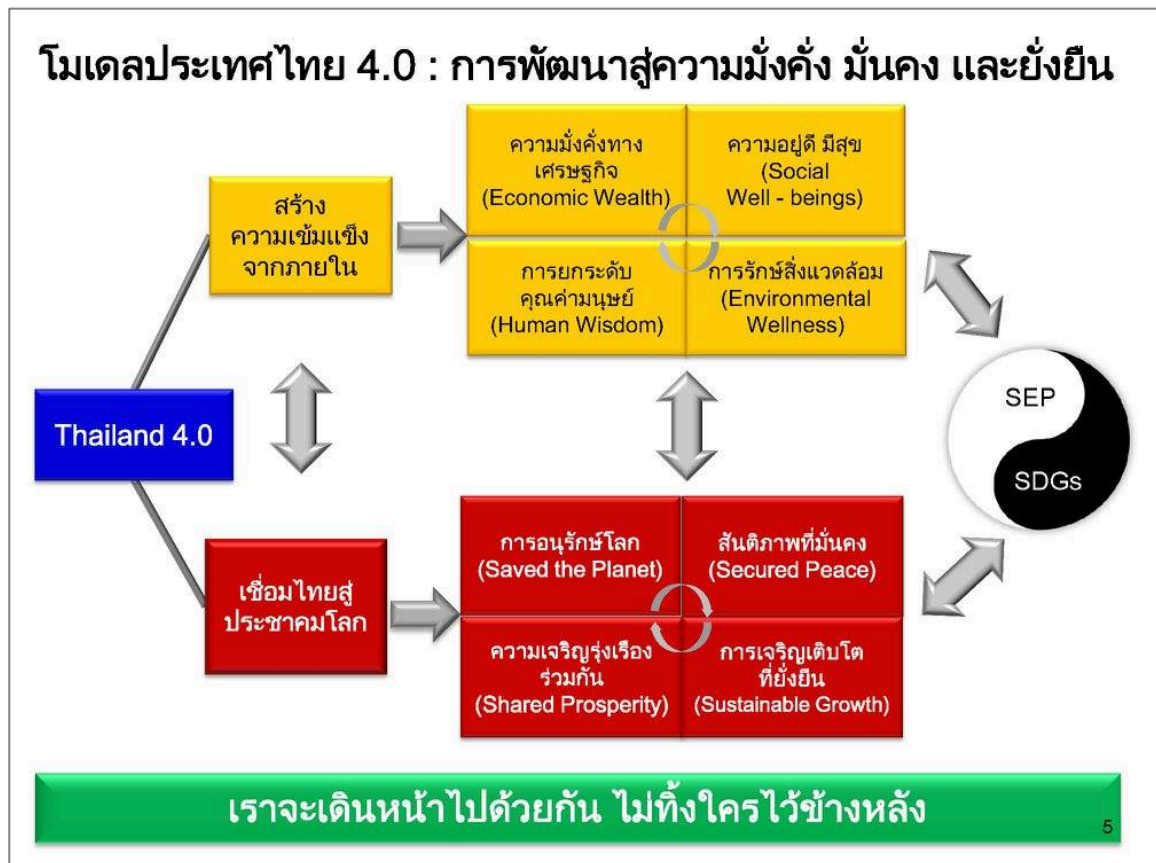 โมเดลประเทศไทย 4.0 : การพัฒนาสู่ความมั่งคั่ง มั่นคง และยั่งยืน
ความมั่งคั่งทาง
เศรษฐกิจ
(Economic Wealth)
ความอยู่ดี มีสุข
(Social
Well - beings)
สร้าง
ความเข้มแข็ง
จากภายใน
การยกระดับ
คุณค่ามนุษย์
(Human Wisdom)
การรักษ์สิ่งแวดล้อม
(Environmental
Wellness)
Thailand 4.0
SEP
SDGs
เชื่อมไทยสู่
ประชาคมโลก
การอนุรักษ์โลก
(Saved the Planet)
สันติภาพที่มั่นคง
(Secured Peace)
ความเจริญรุ่งเรือง
ร่วมกัน
(Shared Prosperity)
การเจริญเติบโต
ที่ยั่งยืน
(Sustainable Growth)
เราจะเดินหน้าไปด้วยกัน ไม่ทิ้งใครไว้ข้างหลัง
5